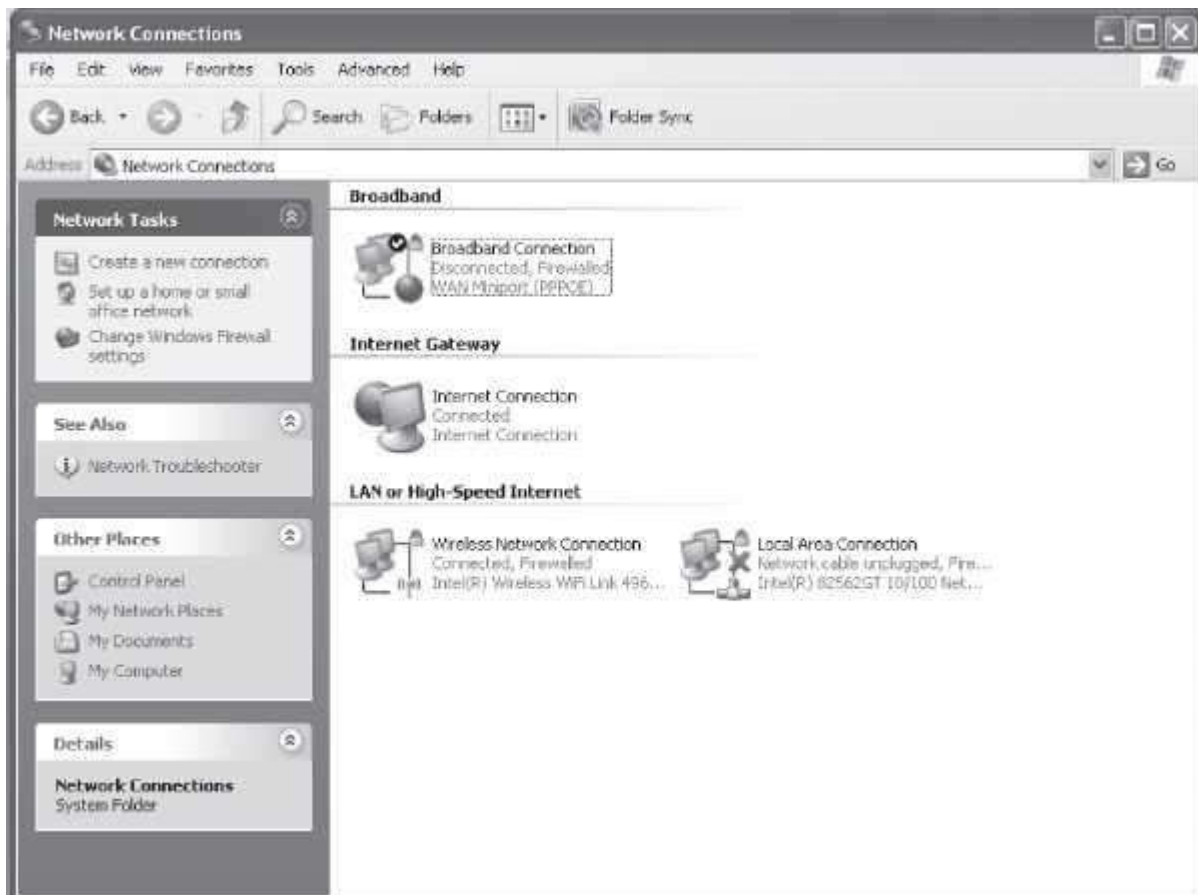 Network Connections
File Edit View Favorites Tools Advanced Help
Back Search Folders Folder Sync
Address Network Connections Go
Network Tasks
Create a new connection
Set up a home or small
office network
Change Windows Firewall
settings
See Also
Network Troubleshooter
Other Places
Control Panel
My Network Places
My Documents
My Computer
Details
Network Connections
System Folder
Broadband
Broadband Connection
Disconnected, Firewalled
WAN Miniport (PPPOE)
Internet Gateway
Internet Connection
Connected
Internet Connection
LAN or High-Speed Internet
Wireless Network Connection
Connected, Firewalled
Intel(R) Wireless WiFi Link 496...
Local Area Connection
Network cable unplugged, Fire...
Intel(R) 82562GT 10/100 Net...